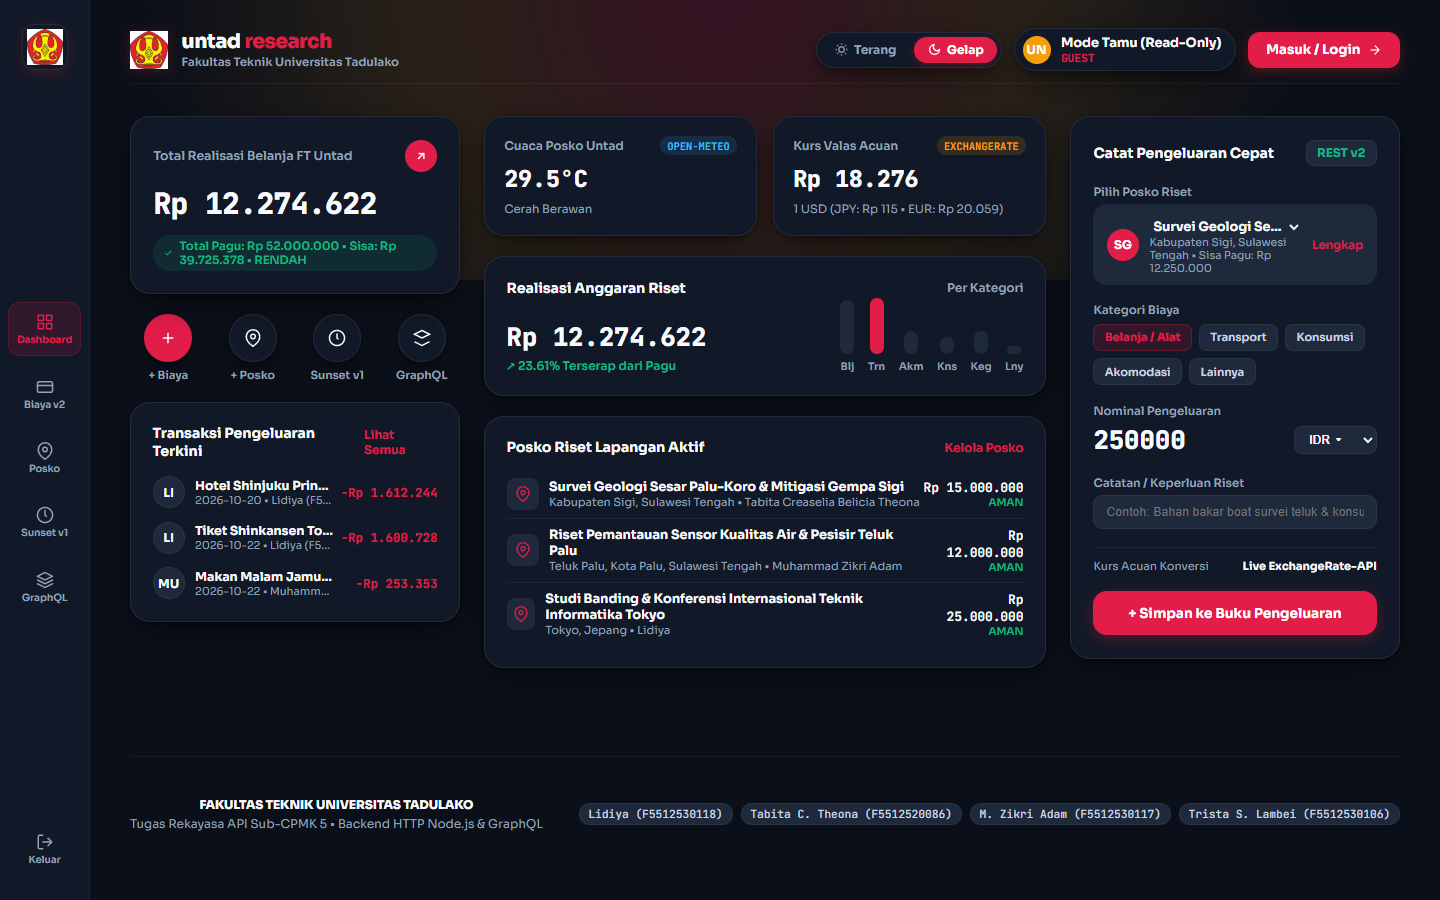 untad research
Fakultas Teknik Universitas Tadulako
Terang
Gelap
UN
Mode Tamu (Read-Only)
GUEST
Masuk / Login →
Dashboard
Biaya v2
Posko
Sunset v1
GraphQL
Keluar
Total Realisasi Belanja FT Untad
Rp 12.274.622
✓ Total Pagu: Rp 52.000.000 • Sisa: Rp
39.725.378 • RENDAH
+ Biaya
+ Posko
Sunset v1
GraphQL
Transaksi Pengeluaran
Terkini
Lihat
Semua
LI
Hotel Shinjuku Prin...
2026-10-20 • Lidiya (F5...
-Rp 1.612.244
LI
Tiket Shinkansen To...
2026-10-22 • Lidiya (F5...
-Rp 1.600.728
MU
Makan Malam Jamu...
2026-10-22 • Muhamm...
-Rp 253.353
Cuaca Posko Untad
OPEN-METEO
29.5°C
Cerah Berawan
Kurs Valas Acuan
EXCHANGERATE
Rp 18.276
1 USD (JPY: Rp 115 • EUR: Rp 20.059)
Realisasi Anggaran Riset
Per Kategori
Rp 12.274.622
↗ 23.61% Terserap dari Pagu
Blj
Trn
Akm
Kns
Keg
Lny
Posko Riset Lapangan Aktif
Kelola Posko
Survei Geologi Sesar Palu-Koro & Mitigasi Gempa Sigi
Kabupaten Sigi, Sulawesi Tengah • Tabita Creaselia Belicia Theona
Rp 15.000.000
AMAN
Riset Pemantauan Sensor Kualitas Air & Pesisir Teluk
Palu
Teluk Palu, Kota Palu, Sulawesi Tengah • Muhammad Zikri Adam
Rp
12.000.000
AMAN
Studi Banding & Konferensi Internasional Teknik
Informatika Tokyo
Tokyo, Jepang • Lidiya
Rp
25.000.000
AMAN
Catat Pengeluaran Cepat
REST v2
Pilih Posko Riset
SG
Survei Geologi Se...
Kabupaten Sigi, Sulawesi
Tengah • Sisa Pagu: Rp
12.250.000
Lengkap
Kategori Biaya
Belanja / Alat
Transport
Konsumsi
Akomodasi
Lainnya
Nominal Pengeluaran
250000
IDR
Catatan / Keperluan Riset
Contoh: Bahan bakar boat survei teluk & konsu
Kurs Acuan Konversi
Live ExchangeRate-API
+ Simpan ke Buku Pengeluaran
FAKULTAS TEKNIK UNIVERSITAS TADULAKO
Tugas Rekayasa API Sub-CPMK 5 • Backend HTTP Node.js & GraphQL
Lidiya (F5512530118)
Tabita C. Theona (F5512520086)
M. Zikri Adam (F5512530117)
Trista S. Lambei (F5512530106)